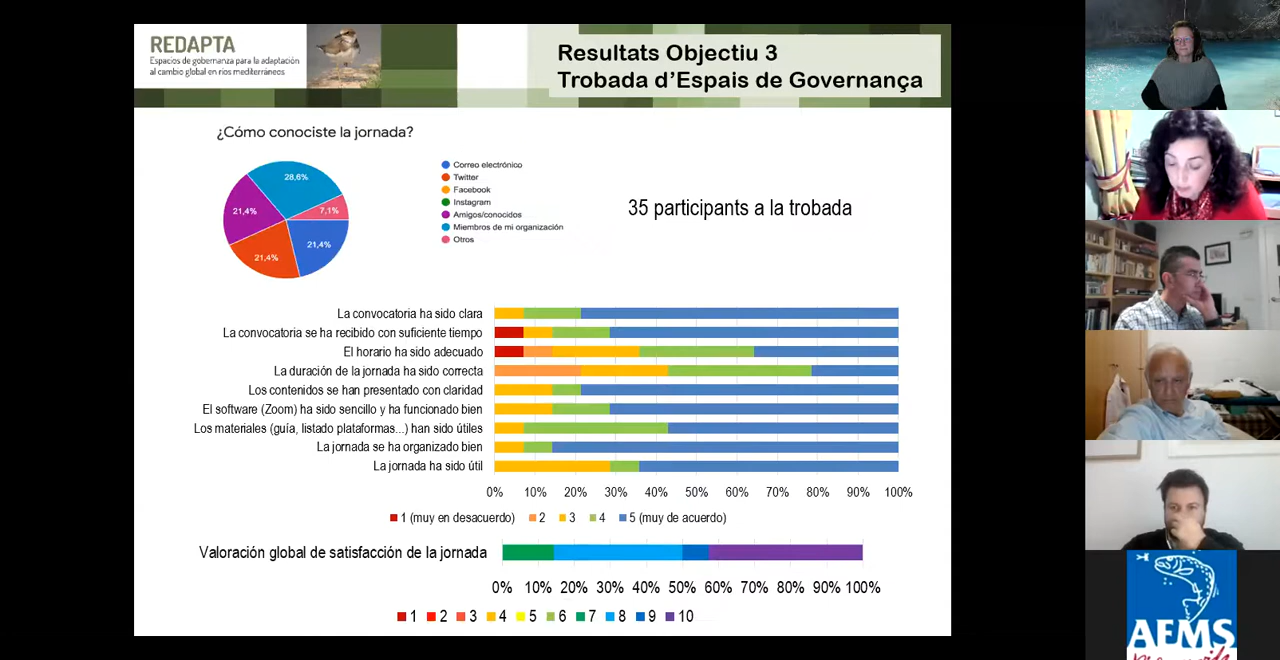 REDAPTA
Espacios de gobernanza para la adaptación
al cambio global en ríos mediterráneos
Resultats Objectiu 3
Trobada d'Espais de Governança
¿Cómo conociste la jornada?
28,6%
7,1%
21,4%
21,4%
21,4%
Correo electrónico
Twitter
Facebook
Instagram
Amigos/conocidos
Miembros de mi organización
Otros
35 participants a la trobada
La convocatoria ha sido clara
La convocatoria se ha recibido con suficiente tiempo
El horario ha sido adecuado
La duración de la jornada ha sido correcta
Los contenidos se han presentado con claridad
El software (Zoom) ha sido sencillo y ha funcionado bien
Los materiales (guía, listado plataformas...) han sido útiles
La jornada se ha organizado bien
La jornada ha sido útil
0% 10% 20% 30% 40% 50% 60% 70% 80% 90% 100%
1 (muy en desacuerdo) 2 3 4 5 (muy de acuerdo)
Valoración global de satisfacción de la jornada
0% 10% 20% 30% 40% 50% 60% 70% 80% 90% 100%
1 2 3 4 5 6 7 8 9 10
AEMS